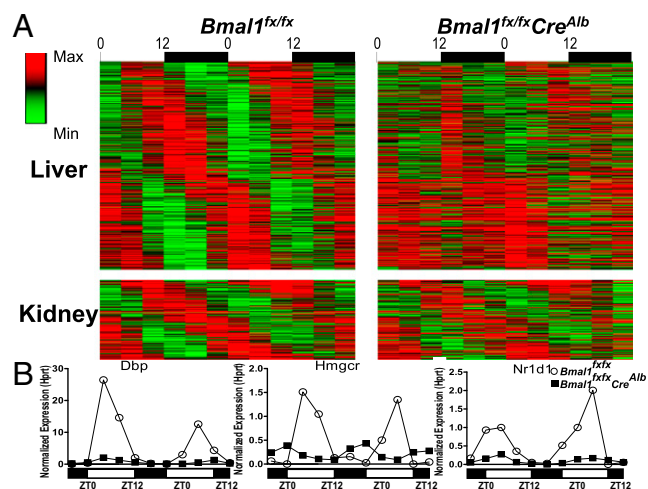 A
Bmal1fx/fx
Bmal1fx/fxCreAlb
0 12 0 12
0 12 0 12
Max
Min
Liver
Kidney
B
Dbp
Normalized Expression (Hprt)
30
20
10
0
ZT0 ZT12 ZT0 ZT12
Hmgcr
Normalized Expression (Hprt)
2.0
1.5
1.0
0.5
0.0
ZT0 ZT12 ZT0 ZT12
Nr1d1
Normalized Expression (Hprt)
2.5
2.0
1.5
1.0
0.5
0.0
ZT0 ZT12 ZT0 ZT12
Bmal1fxfx
Bmal1fxfxCreAlb